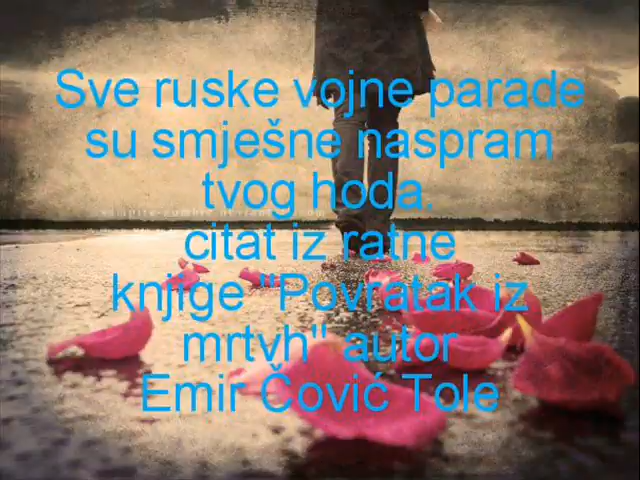 Sve ruske vojne parade
su smješne naspram
tvog hoda.
citat iz ratne
knjige "Povratak iz
mrtvh" autor
Emir Čović Tole